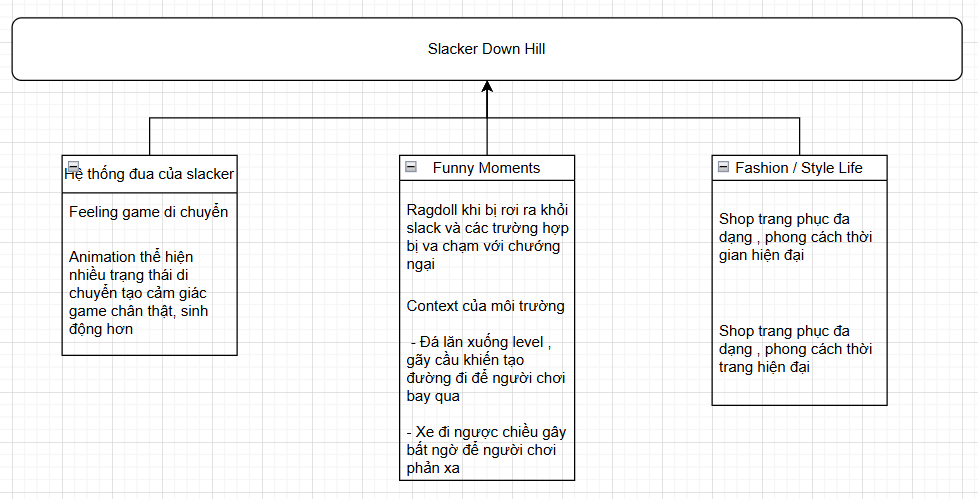 Slacker Down Hill
Hệ thống đua của slacker
Feeling game di chuyển
Animation thể hiện
nhiều trạng thái di
chuyển tạo cảm giác
game chân thật, sinh
động hơn
Funny Moments
Ragdoll khi bị rơi ra khỏi
slack và các trường hợp
bị va chạm với chướng
ngại
Context của môi trường
- Đá lăn xuống level ,
gãy cầu khiến tạo
đường đi để người chơi
bay qua
- Xe đi ngược chiều gây
bất ngờ để người chơi
phản xa
Fashion / Style Life
Shop trang phục đa
dạng , phong cách thời
gian hiện đại
Shop trang phục đa
dạng , phong cách thời
trang hiện đại